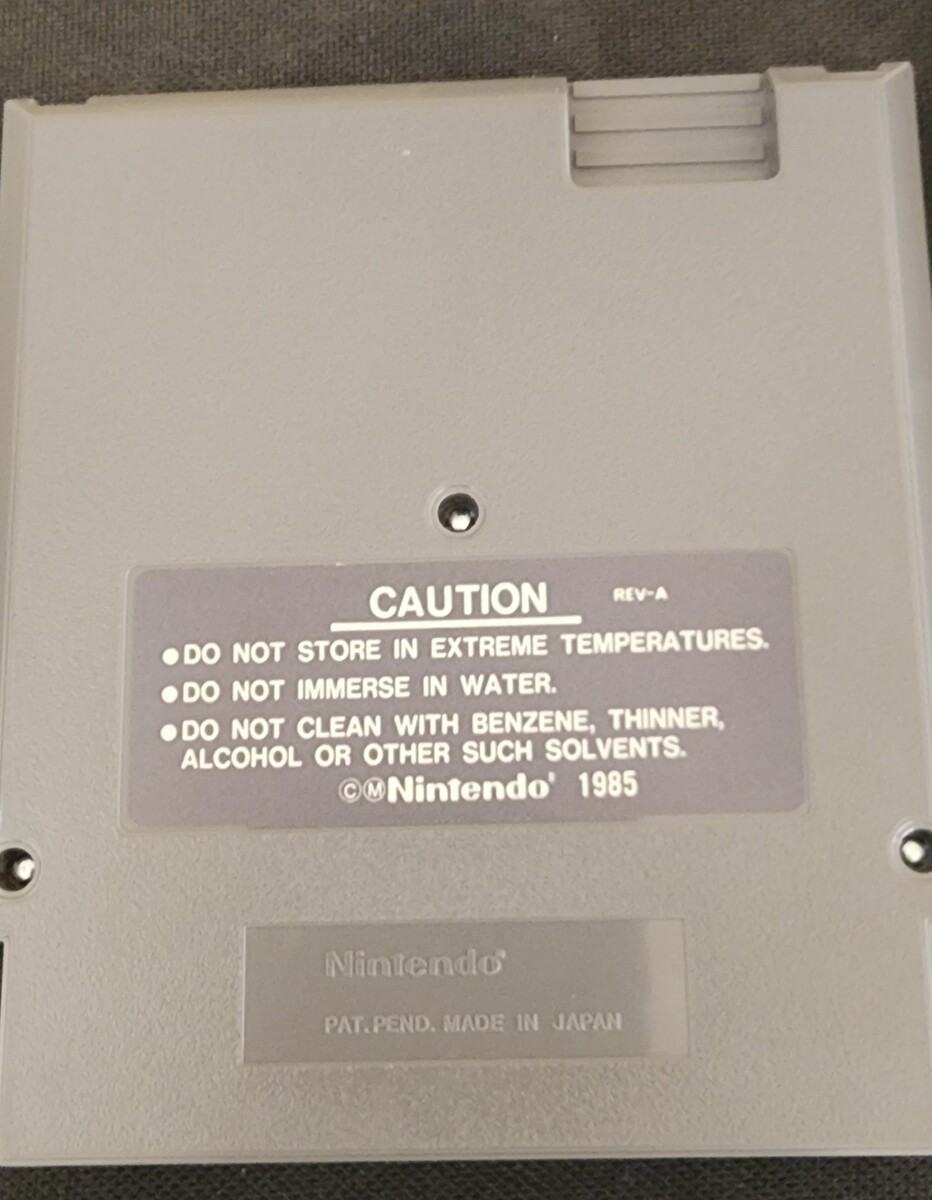 CAUTION REV-A
●DO NOT STORE IN EXTREME TEMPERATURES.
●DO NOT IMMERSE IN WATER.
●DO NOT CLEAN WITH BENZENE, THINNER,
ALCOHOL OR OTHER SUCH SOLVENTS.
©ⓂNintendo® 1985
Nintendo®
PAT. PEND. MADE IN JAPAN